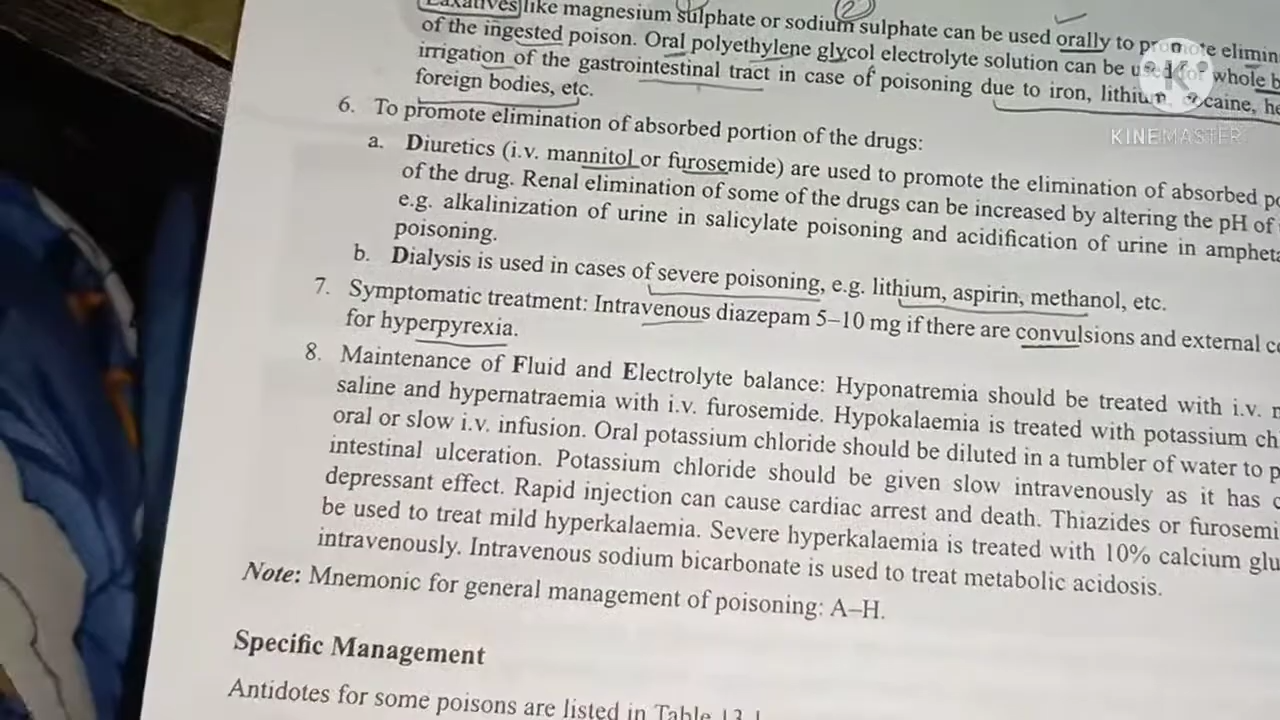 Laxatives like magnesium sulphate or sodium sulphate can be used orally to promote elimin
of the ingested poison. Oral polyethylene glycol electrolyte solution can be used for whole b
irrigation of the gastrointestinal tract in case of poisoning due to iron, lithium, cocaine, he
foreign bodies, etc.
6. To promote elimination of absorbed portion of the drugs:
a. Diuretics (i.v. mannitol or furosemide) are used to promote the elimination of absorbed po
of the drug. Renal elimination of some of the drugs can be increased by altering the pH of
e.g. alkalinization of urine in salicylate poisoning and acidification of urine inampheta
poisoning.
b. Dialysis is used in cases of severe poisoning, e.g. lithium, aspirin, methanol, etc.
7. Symptomatic treatment: Intravenous diazepam 5–10 mg if there are convulsions and external co
for hyperpyrexia.
8. Maintenance of Fluid and Electrolyte balance: Hyponatremia should be treated with i.v.
saline and hypernatraemia with i.v. furosemide. Hypokalaemia is treated with potassium ch
oral or slow i.v. infusion. Oral potassium chloride should be diluted in a tumbler of water to p
intestinal ulceration. Potassium chloride should be given slow intravenously as it has
depressant effect. Rapid injection can cause cardiac arrest and death. Thiazides or furosemi
be used to treat mild hyperkalaemia. Severe hyperkalaemia is treated with 10% calcium glu
intravenously. Intravenous sodium bicarbonate is used to treat metabolic acidosis.
Note: Mnemonic for general management of poisoning: A–H.
Specific Management
Antidotes for some poisons are listed in Table 13.1
2
K
KINEMASTER